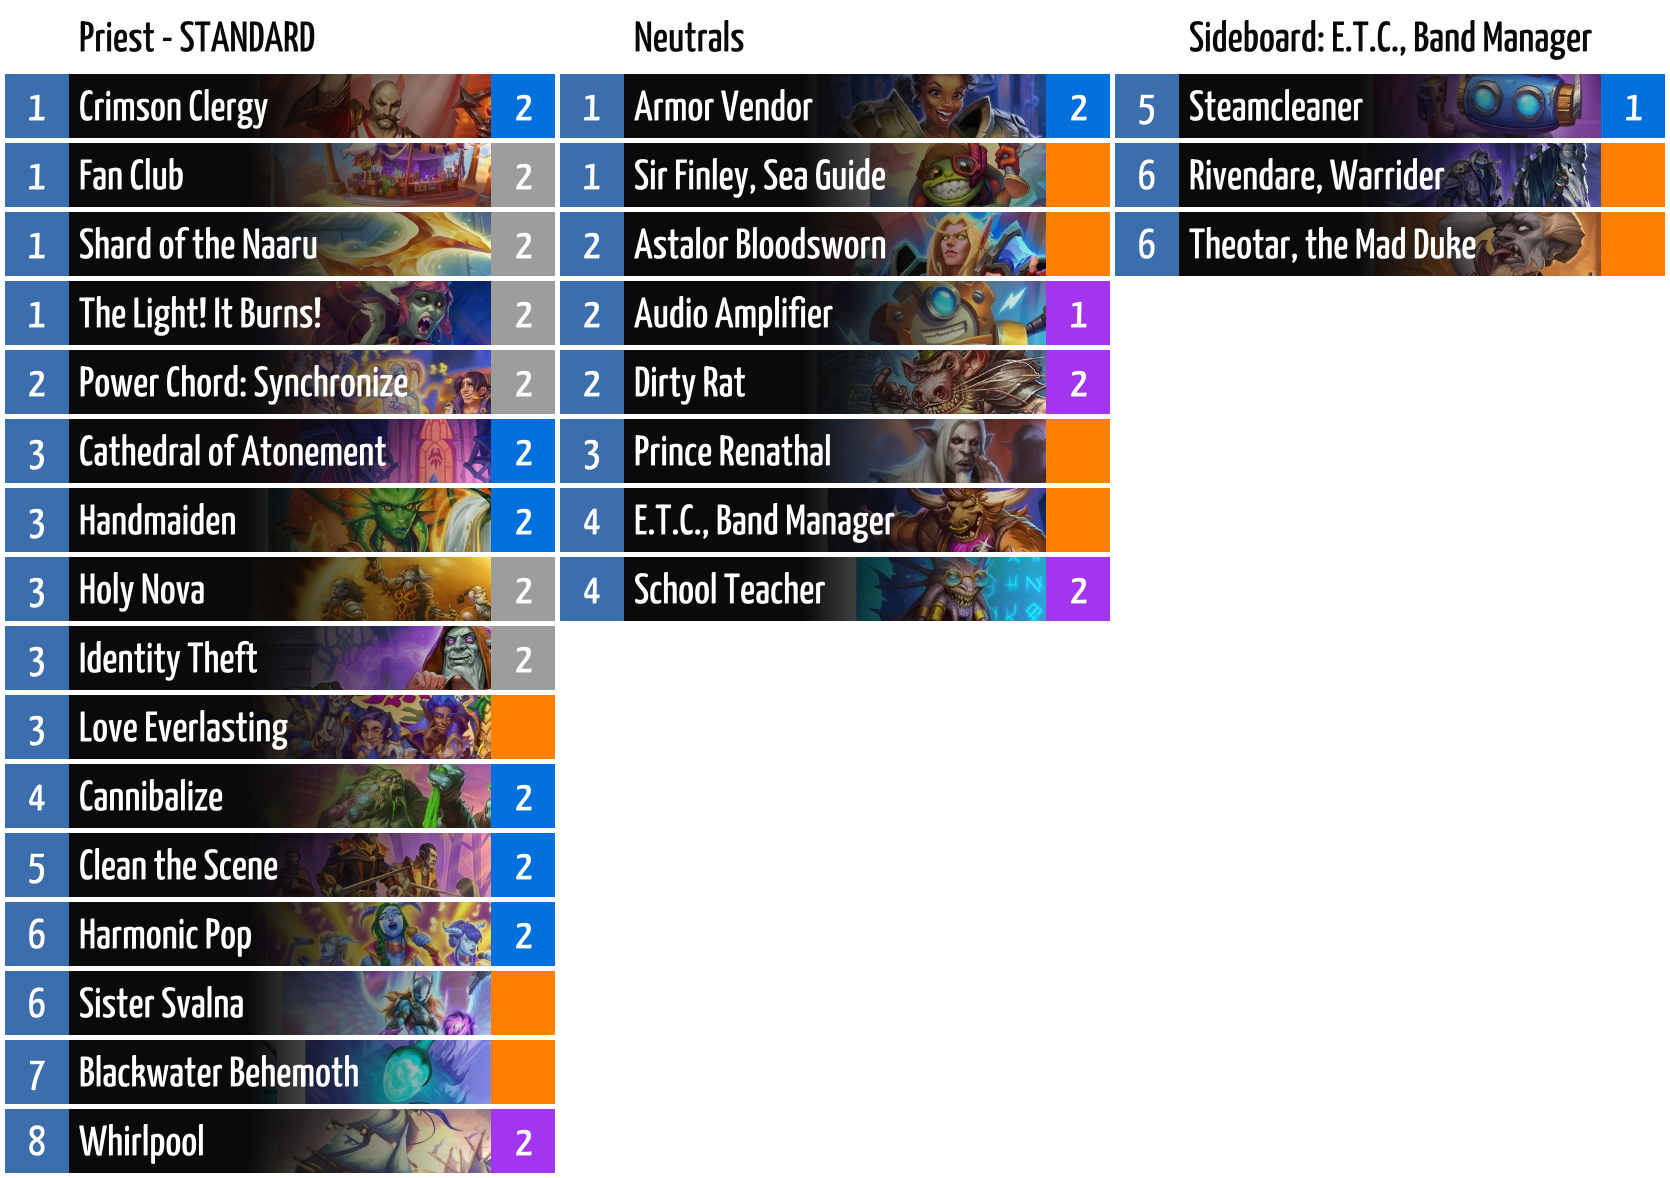 Priest - STANDARD
1 Crimson Clergy 2
1 Fan Club 2
1 Shard of the Naaru 2
1 The Light! It Burns! 2
2 Power Chord: Synchronize 2
3 Cathedral of Atonement 2
3 Handmaiden 2
3 Holy Nova 2
3 Identity Theft 2
3 Love Everlasting
4 Cannibalize 2
5 Clean the Scene 2
6 Harmonic Pop 2
6 Sister Svalna
7 Blackwater Behemoth
8 Whirlpool 2
Neutrals
1 Armor Vendor 2
1 Sir Finley, Sea Guide
2 Astalor Bloodsworn
2 Audio Amplifier 1
2 Dirty Rat 2
3 Prince Renathal
4 E.T.C., Band Manager
4 School Teacher 2
Sideboard: E.T.C., Band Manager
5 Steamcleaner 1
6 Rivendare, Warrider
6 Theotar, the Mad Duke